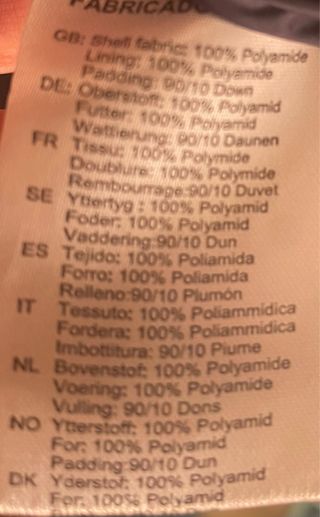 FABRICADO
GB: Shell fabric: 100% Polyamide
Lining: 100% Polyamide
Padding: 90/10 Down
DE: Oberstoff: 100% Polyamid
Futter: 100% Polyamid
Wattierung: 90/10 Daunen
FR Tissu: 100% Polymide
Doublure: 100% Polymide
Rembourrage:90/10 Duvet
SE Yttertyg : 100% Polyamid
Foder: 100% Polyamid
Vaddering:90/10 Dun
ES Tejido: 100% Poliamida
Forro: 100% Poliamida
Relleno:90/10 Plumón
IT Tessuto: 100% Poliammidica
Fordera: 100% Poliammidica
Imbottitura: 90/10 Piume
NL Bovenstof: 100% Polyamide
Voering: 100% Polyamide
Vulling: 90/10 Dons
NO Ytterstoff: 100% Polyamid
For: 100% Polyamid
Padding:90/10 Dun
DK Yderstof: 100% Polyamid
For: 100% Polyamid